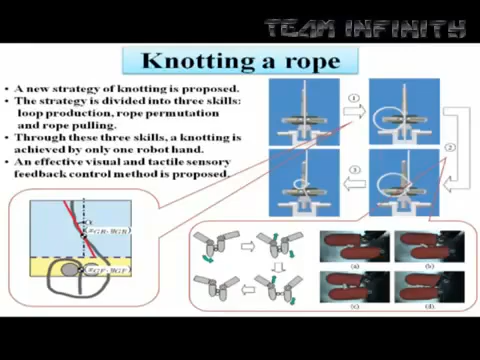 TEAM INFINITY
Knotting a rope
• A new strategy of knotting is proposed.
• The strategy is divided into three skills:
loop production, rope permutation
and rope pulling.
• Through these three skills, a knotting is
achieved by only one robot hand.
• An effective visual and tactile sensory
feedback control method is proposed.
①
②
③
(a)
(b)
(c)
(d)